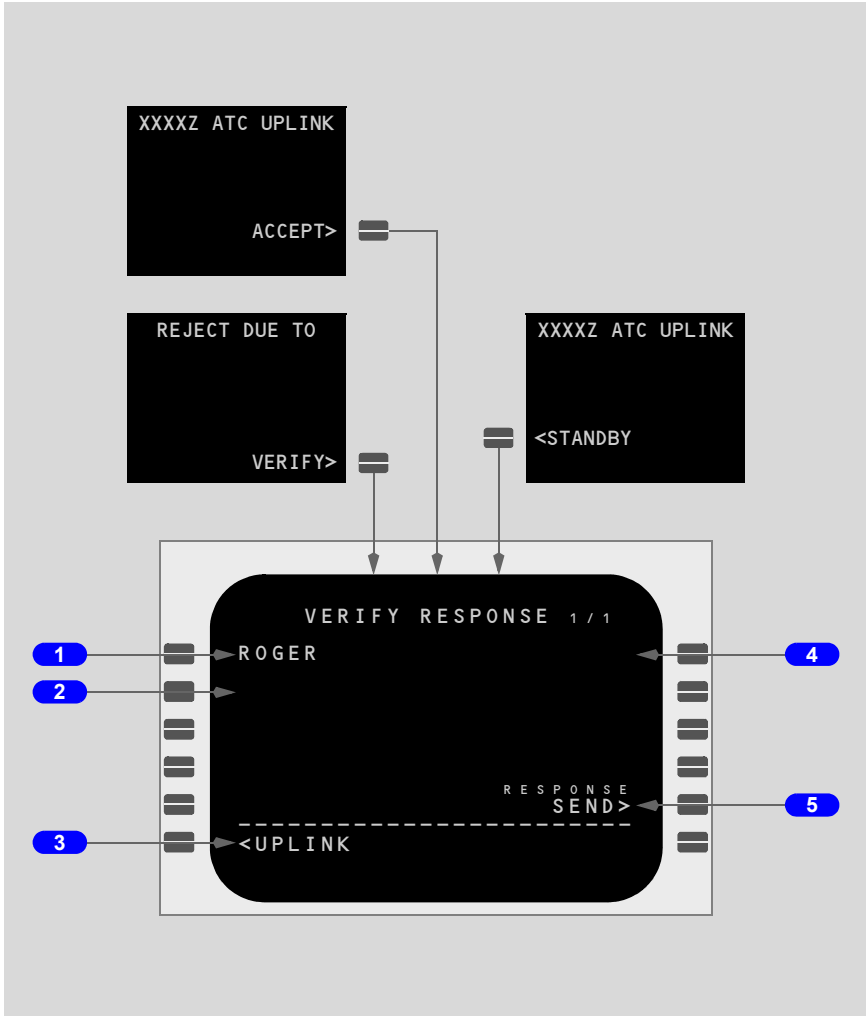 XXXXZ ATC UPLINK
ACCEPT>
REJECT DUE TO
VERIFY>
XXXXZ ATC UPLINK
<STANDBY
VERIFY RESPONSE 1/1
1
ROGER
4
2
RESPONSE
SEND>
5
------------------------
3
<UPLINK